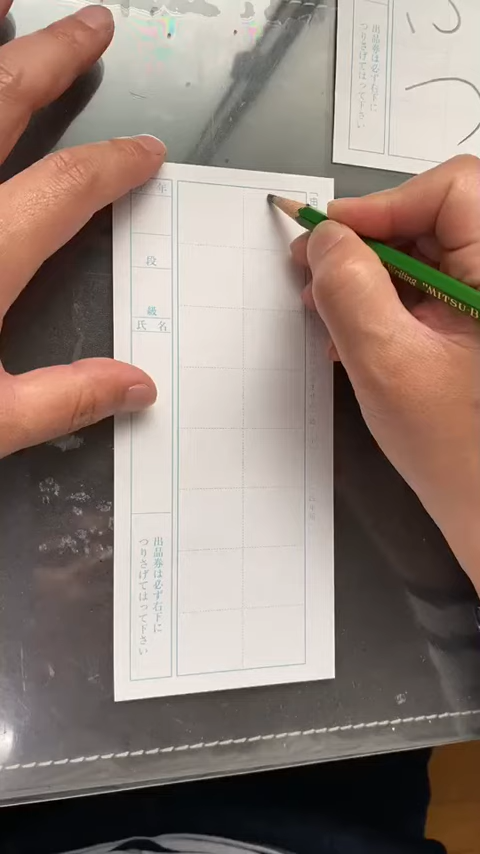 年
段
級
氏名
出品券は必ず右下に
つりさげてはって下さい
出品券は必ず右下に
つりさげてはって下さい
Writing "MITSU-B